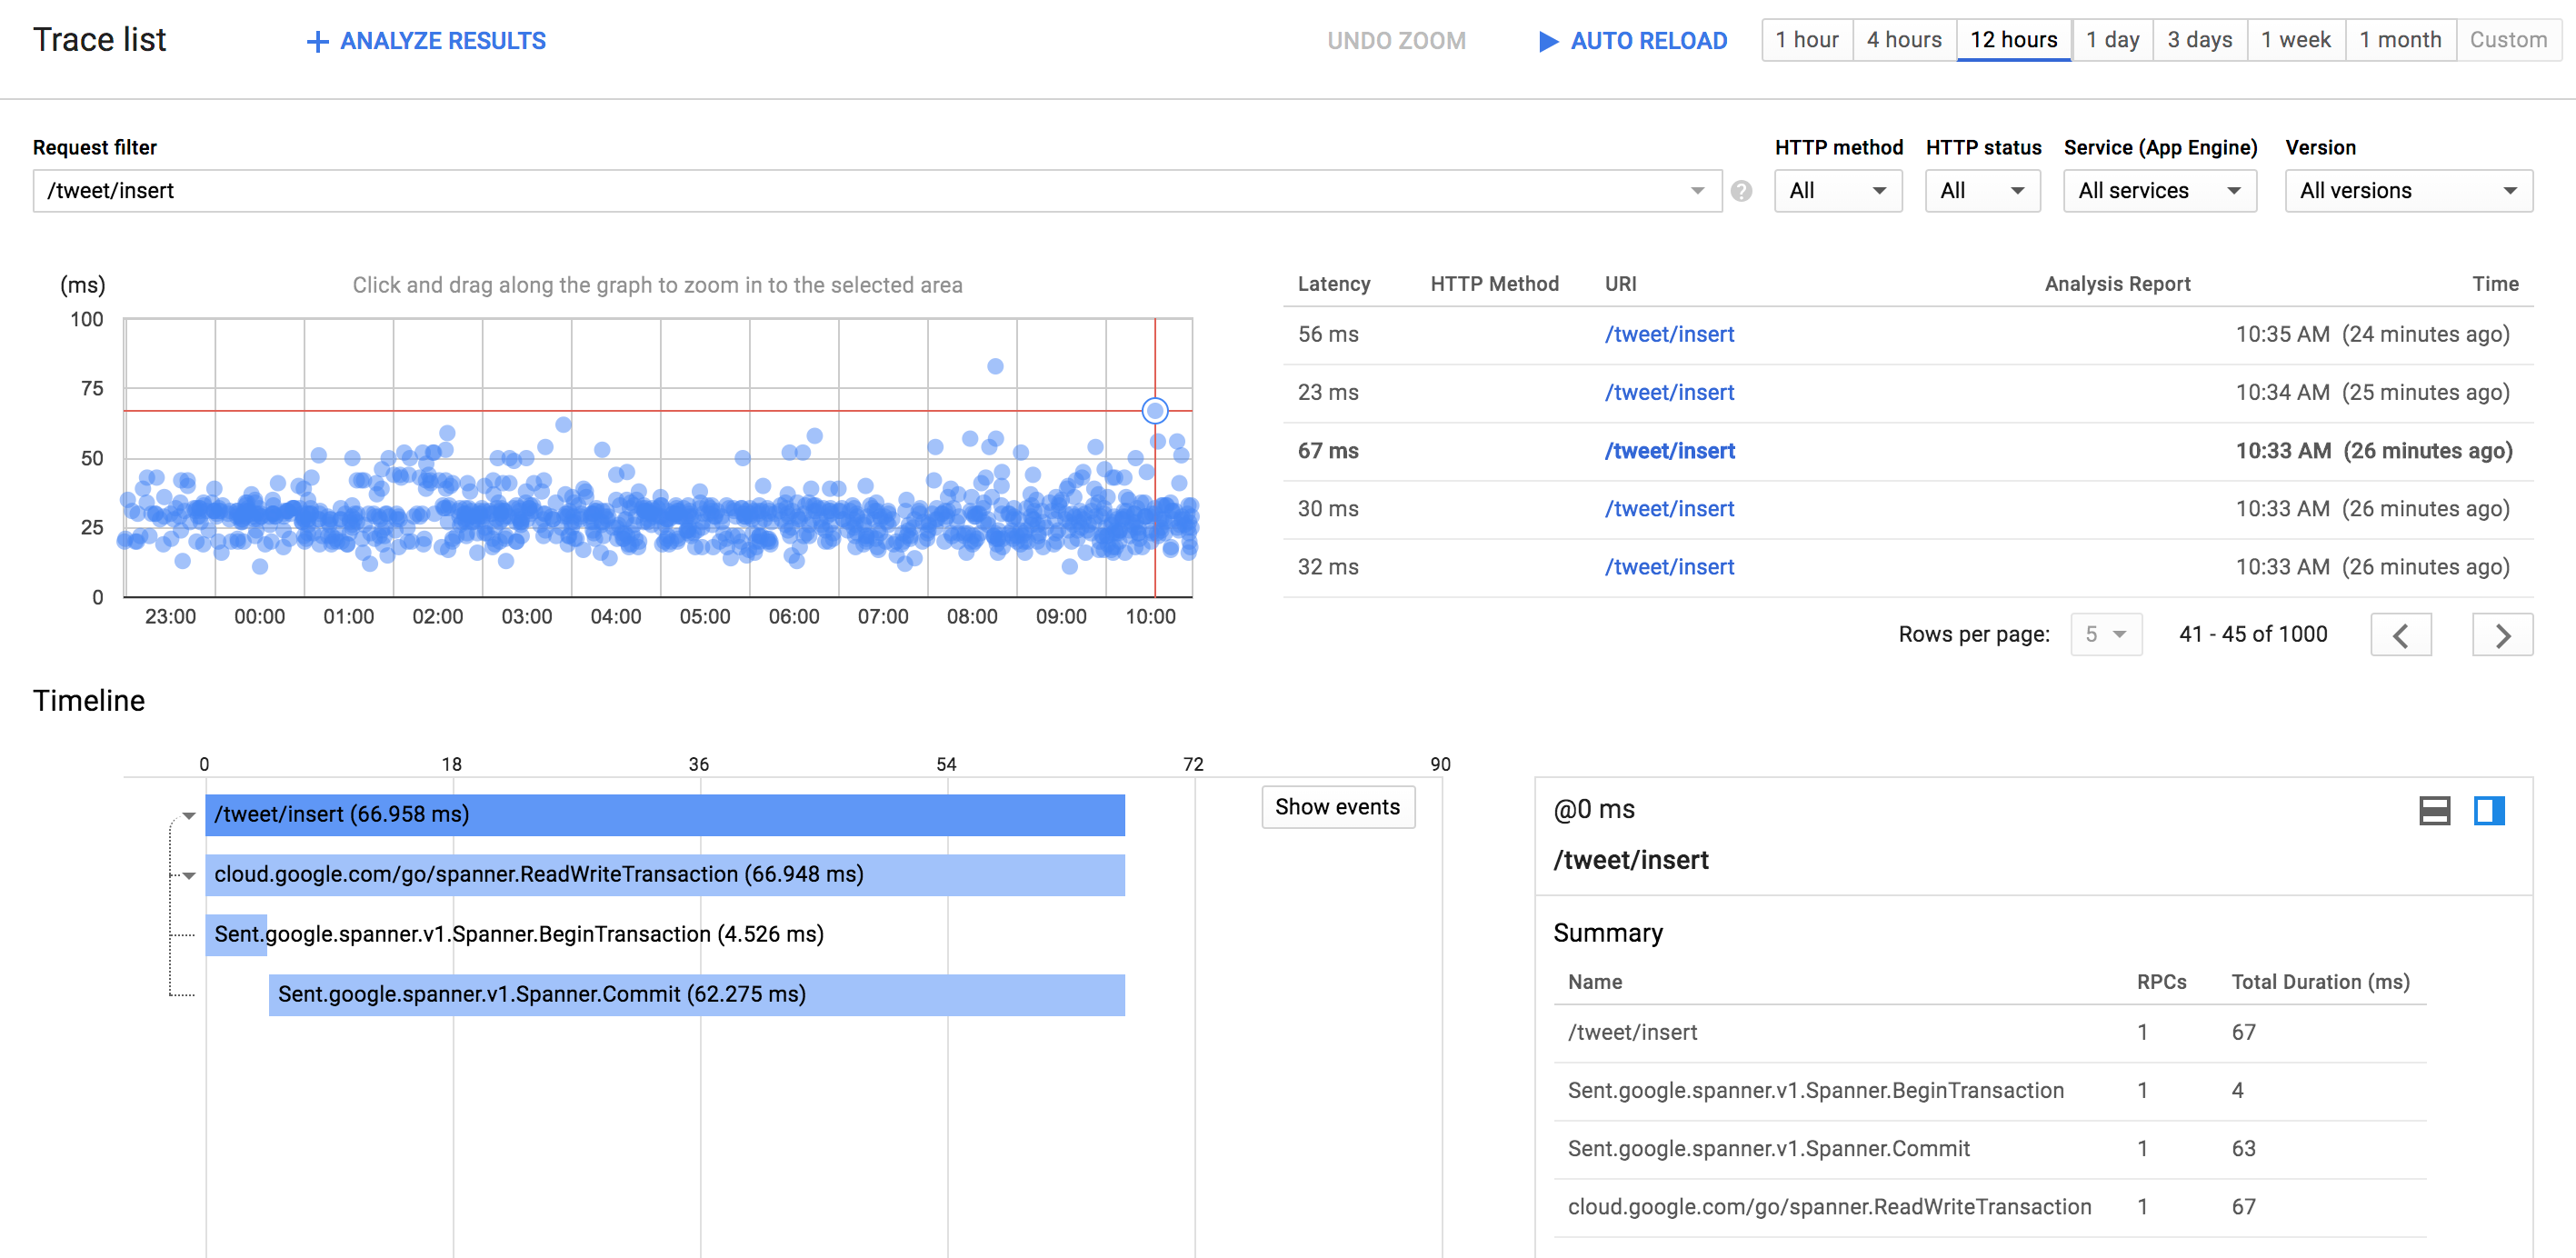 Trace list
ANALYZE RESULTS
UNDO ZOOM
AUTO RELOAD
1 hour 4 hours 12 hours 1 day 3 days 1 week 1 month Custom
Request filter
/tweet/insert
?
HTTP method HTTP status Service (App Engine) Version
All All All services All versions
(ms)
Click and drag along the graph to zoom in to the selected area
100
75
50
25
0
23:00 00:00 01:00 02:00 03:00 04:00 05:00 06:00 07:00 08:00 09:00 10:00
Latency HTTP Method URI Analysis Report Time
56 ms /tweet/insert 10:35 AM (24 minutes ago)
23 ms /tweet/insert 10:34 AM (25 minutes ago)
67 ms /tweet/insert 10:33 AM (26 minutes ago)
30 ms /tweet/insert 10:33 AM (26 minutes ago)
32 ms /tweet/insert 10:33 AM (26 minutes ago)
Rows per page: 5 41 - 45 of 1000
Timeline
0 18 36 54 72 90
Show events
/tweet/insert (66.958 ms)
cloud.google.com/go/spanner.ReadWriteTransaction (66.948 ms)
Sent.google.spanner.v1.Spanner.BeginTransaction (4.526 ms)
Sent.google.spanner.v1.Spanner.Commit (62.275 ms)
@0 ms
/tweet/insert
Summary
Name RPCs Total Duration (ms)
/tweet/insert 1 67
Sent.google.spanner.v1.Spanner.BeginTransaction 1 4
Sent.google.spanner.v1.Spanner.Commit 1 63
cloud.google.com/go/spanner.ReadWriteTransaction 1 67